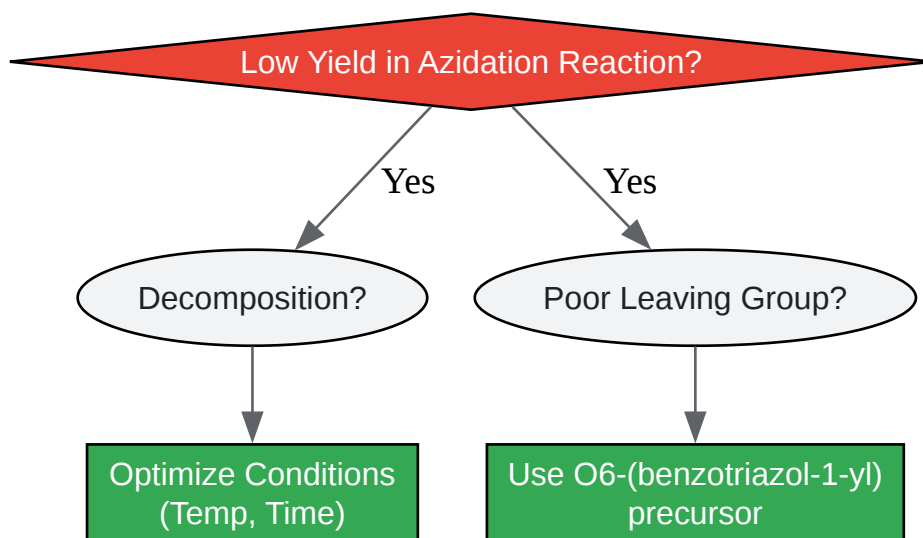 Low Yield in Azidation Reaction?
Yes
Yes
Decomposition?
Poor Leaving Group?
Optimize Conditions
(Temp, Time)
Use O6-(benzotriazol-1-yl)
precursor